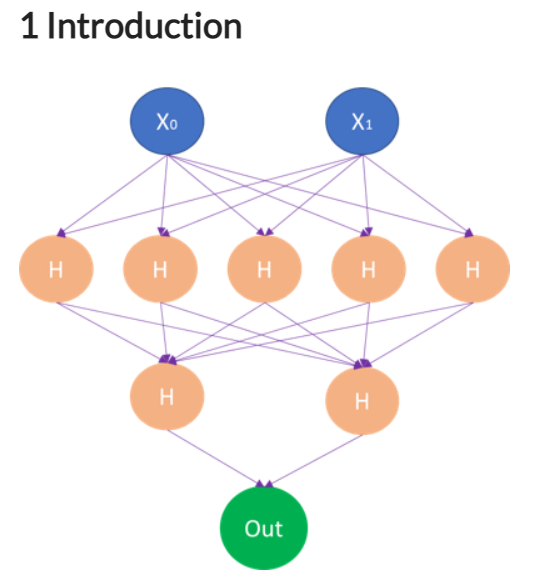 1 Introduction
X0 X1
H H H H H
H H
Out